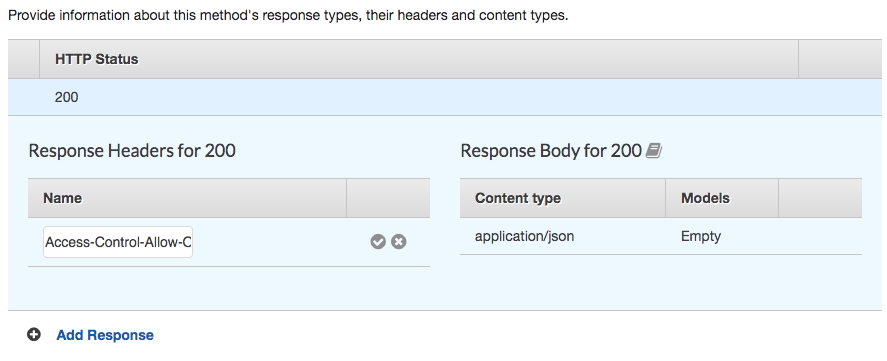 Provide information about this method's response types, their headers and content types.
HTTP Status
200
Response Headers for 200
Name
Access-Control-Allow-
Response Body for 200
Content type Models
application/json Empty
Add Response